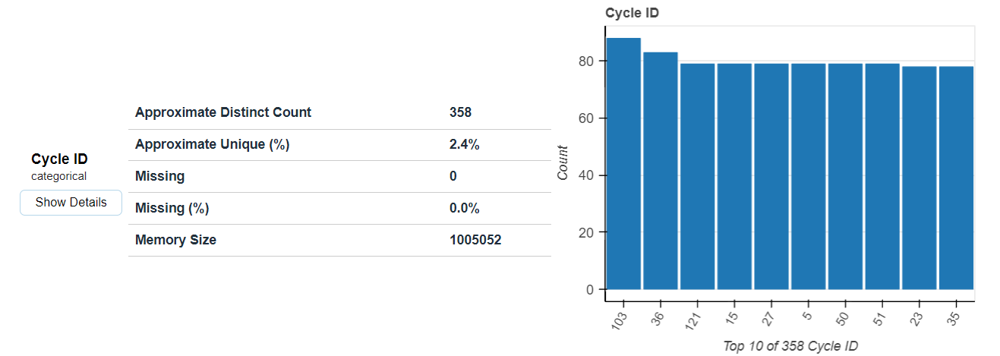 Cycle ID
categorical
Show Details
Approximate Distinct Count 358
Approximate Unique (%) 2.4%
Missing 0
Missing (%) 0.0%
Memory Size 1005052
Cycle ID
Count
80
60
40
20
0
103 36 121 15 27 5 50 51 23 35
Top 10 of 358 Cycle ID